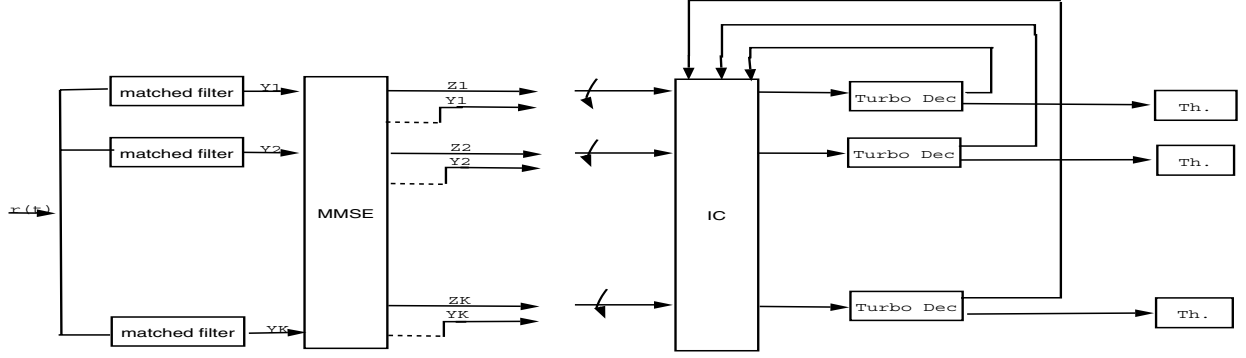 matched filter
Y1
Z1
Y1
Turbo Dec
Th.
matched filter
Y2
Z2
Y2
Turbo Dec
Th.
r(t)
MMSE
IC
matched filter
YK
ZK
YK
Turbo Dec
Th.